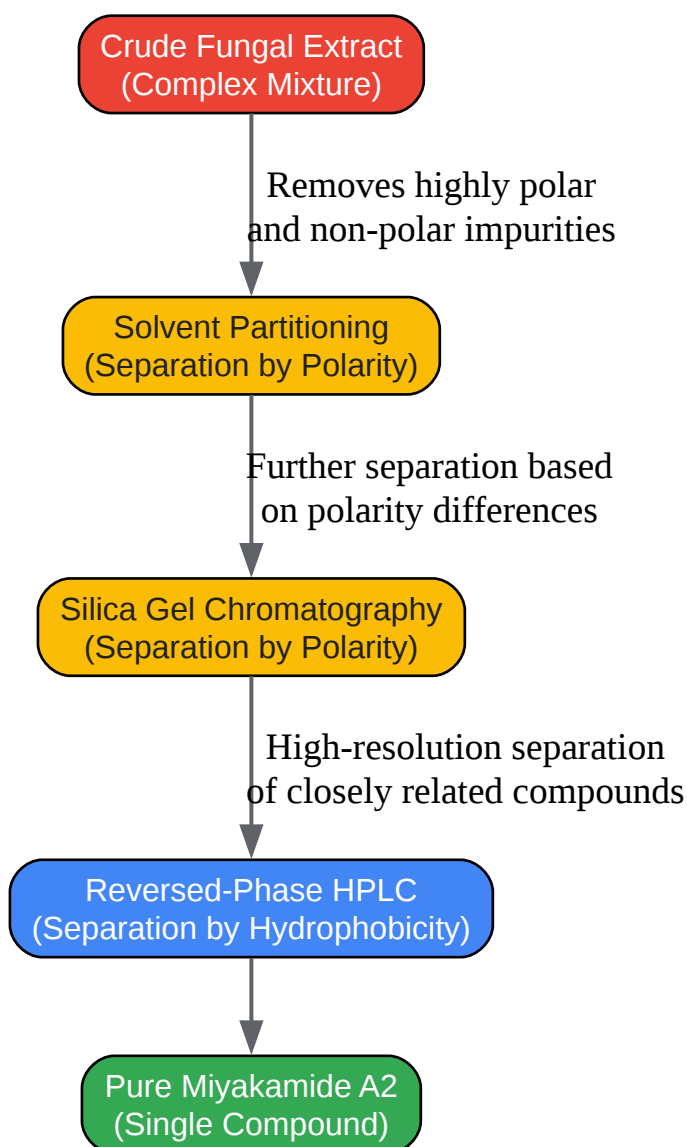 Crude Fungal Extract
(Complex Mixture)
Removes highly polar
and non-polar impurities
Solvent Partitioning
(Separation by Polarity)
Further separation based
on polarity differences
Silica Gel Chromatography
(Separation by Polarity)
High-resolution separation
of closely related compounds
Reversed-Phase HPLC
(Separation by Hydrophobicity)
Pure Miyakamide A2
(Single Compound)